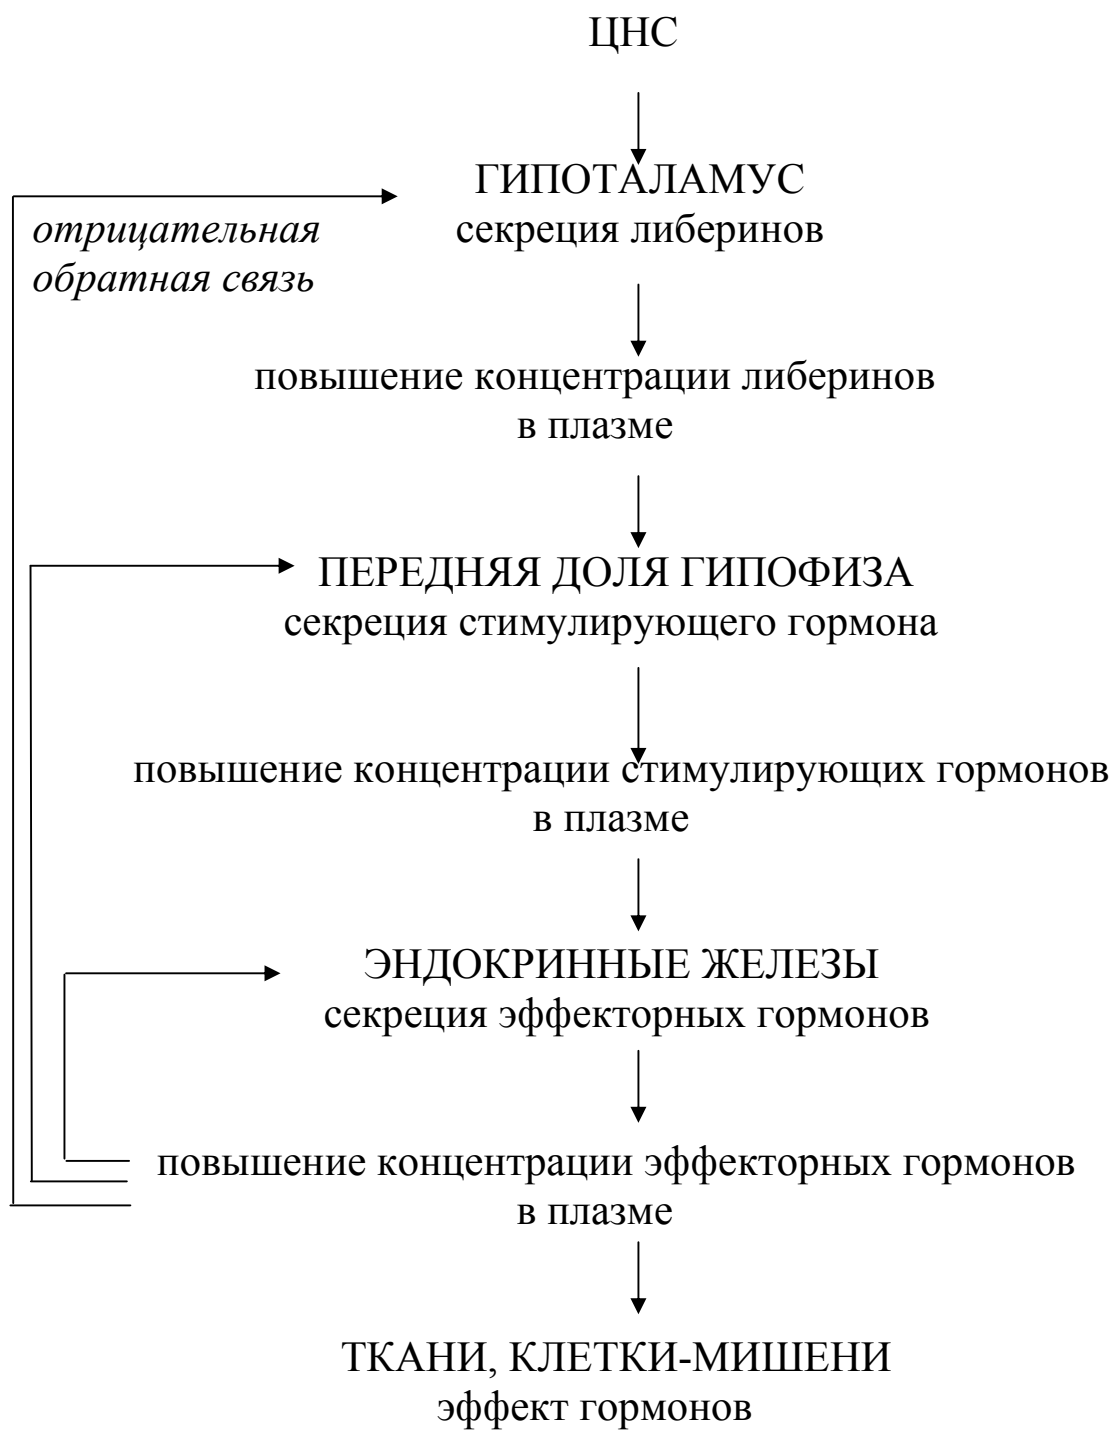 ЦНС
ГИПОТАЛАМУС
секреция либеринов
отрицательная
обратная связь
повышение концентрации либеринов
в плазме
ПЕРЕДНЯЯ ДОЛЯ ГИПОФИЗА
секреция стимулирующего гормона
повышение концентрации стимулирующих гормонов
в плазме
ЭНДОКРИННЫЕ ЖЕЛЕЗЫ
секреция эффекторных гормонов
повышение концентрации эффекторных гормонов
в плазме
ТКАНИ, КЛЕТКИ-МИШЕНИ
эффект гормонов